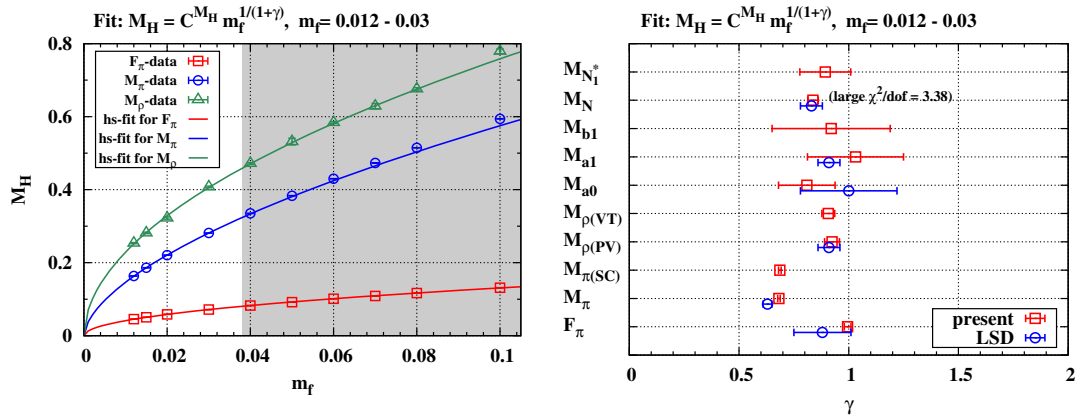 Fit: M_H = C^{M_H} m_f^{1/(1+γ)}, m_f= 0.012 - 0.03
0.8
0.6
0.4
0.2
0
M_H
F_π-data
M_π-data
M_ρ-data
hs-fit for F_π
hs-fit for M_π
hs-fit for M_ρ
0 0.02 0.04 0.06 0.08 0.1
m_f
Fit: M_H = C^{M_H} m_f^{1/(1+γ)}, m_f= 0.012 - 0.03
M_{N_1^*}
M_N
(large χ²/dof = 3.38)
M_{b1}
M_{a1}
M_{a0}
M_{ρ(VT)}
M_{ρ(PV)}
M_{π(SC)}
M_π
F_π
present
LSD
0 0.5 1 1.5 2
γ